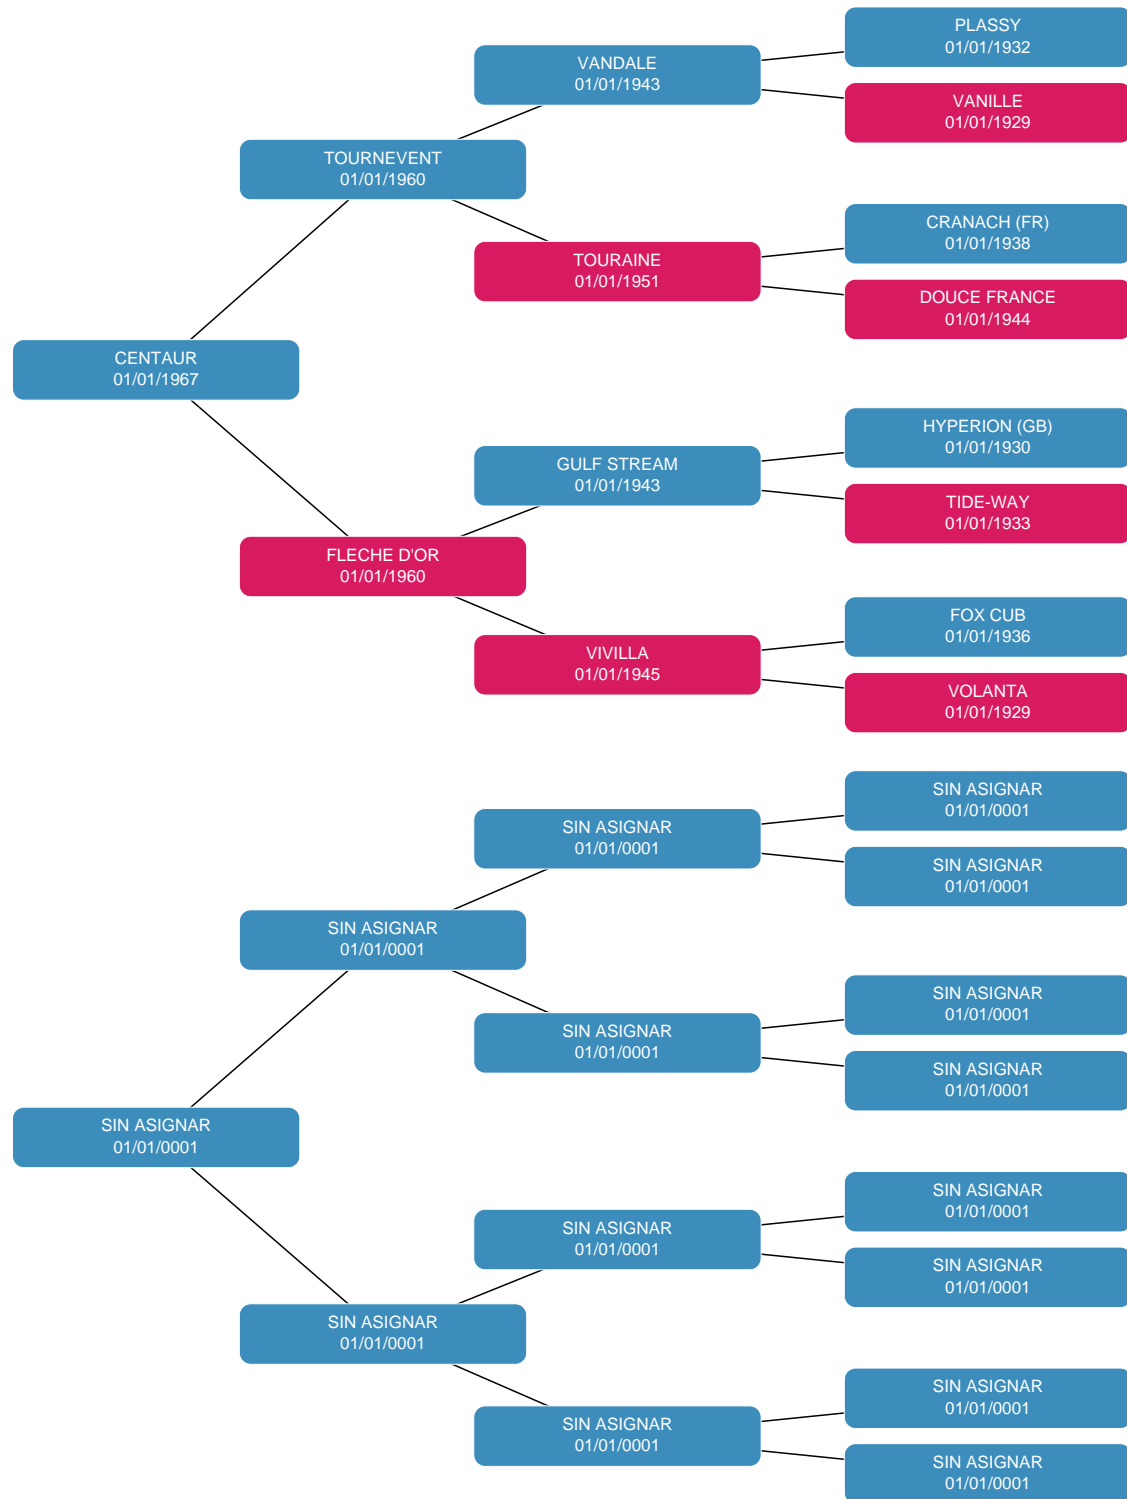 PLASSY
01/01/1932
VANDALE
01/01/1943
VANILLE
01/01/1929
TOURNEVENT
01/01/1960
CRANACH (FR)
01/01/1938
TOURAINE
01/01/1951
DOUCE FRANCE
01/01/1944
CENTAUR
01/01/1967
HYPERION (GB)
01/01/1930
GULF STREAM
01/01/1943
TIDE-WAY
01/01/1933
FLECHE D'OR
01/01/1960
FOX CUB
01/01/1936
VIVILLA
01/01/1945
VOLANTA
01/01/1929
SIN ASIGNAR
01/01/0001
SIN ASIGNAR
01/01/0001
SIN ASIGNAR
01/01/0001
SIN ASIGNAR
01/01/0001
SIN ASIGNAR
01/01/0001
SIN ASIGNAR
01/01/0001
SIN ASIGNAR
01/01/0001
SIN ASIGNAR
01/01/0001
SIN ASIGNAR
01/01/0001
SIN ASIGNAR
01/01/0001
SIN ASIGNAR
01/01/0001
SIN ASIGNAR
01/01/0001
SIN ASIGNAR
01/01/0001
SIN ASIGNAR
01/01/0001
SIN ASIGNAR
01/01/0001